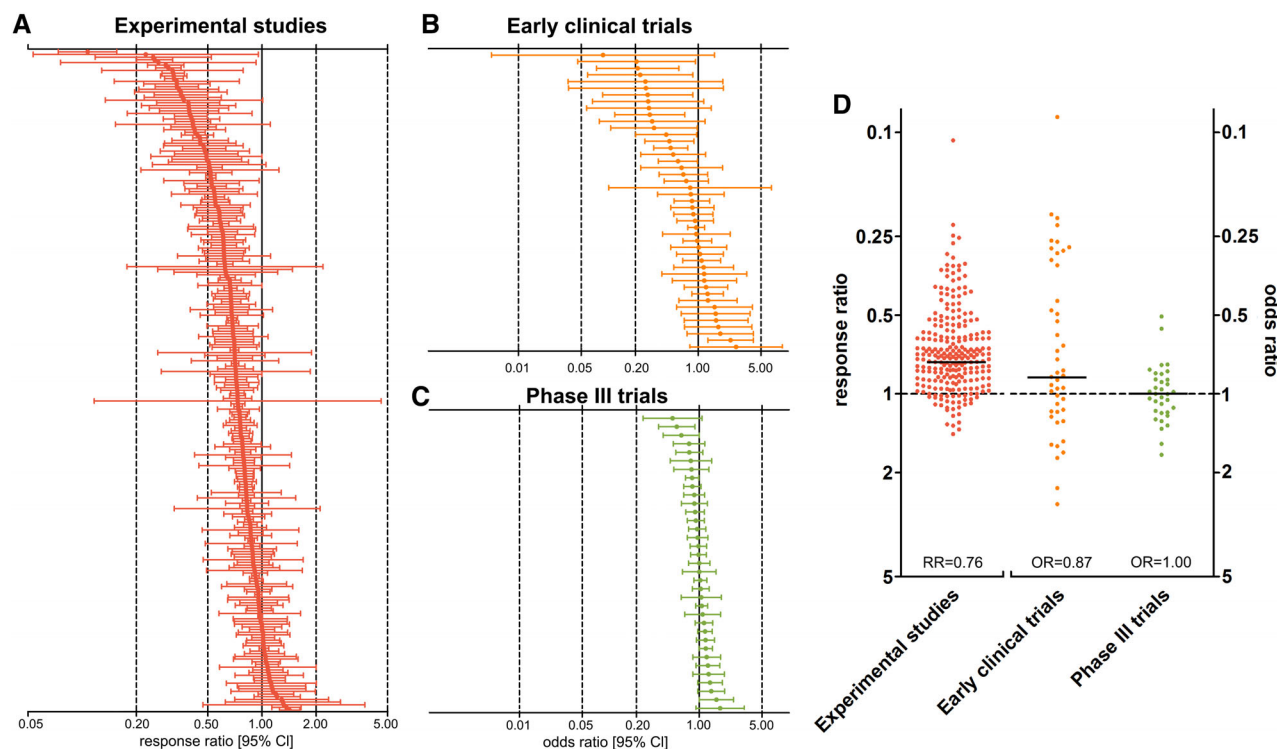 A
Experimental studies
0.05
0.20
0.50
1.00
2.00
5.00
response ratio [95% CI]
B
Early clinical trials
0.01
0.05
0.20
1.00
5.00
C
Phase III trials
0.01
0.05
0.20
1.00
5.00
odds ratio [95% CI]
D
0.1
0.25
0.5
1
2
5
response ratio
0.1
0.25
0.5
1
2
5
odds ratio
RR=0.76
OR=0.87
OR=1.00
Experimental studies
Early clinical trials
Phase III trials